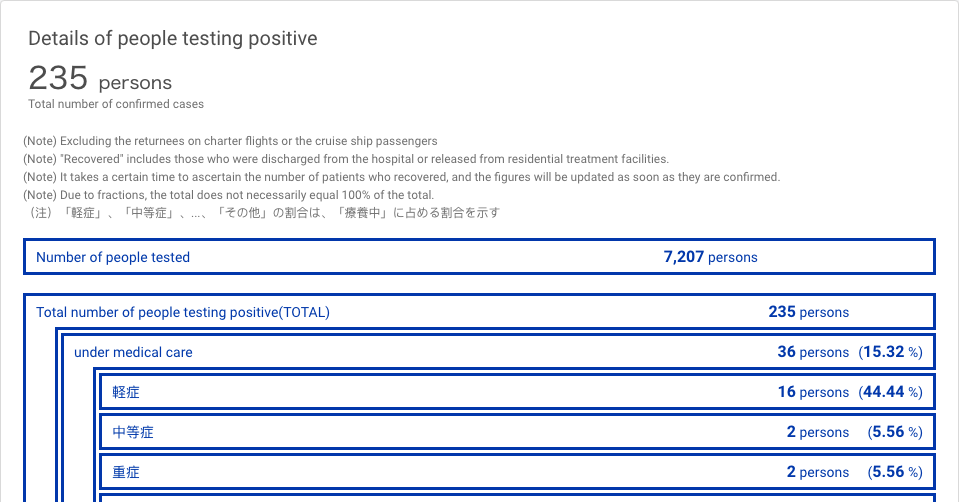 Details of people testing positive
235 persons
Total number of confirmed cases
(Note) Excluding the returnees on charter flights or the cruise ship passengers
(Note) "Recovered" includes those who were discharged from the hospital or released from residential treatment facilities.
(Note) It takes a certain time to ascertain the number of patients who recovered, and the figures will be updated as soon as they are confirmed.
(Note) Due to fractions, the total does not necessarily equal 100% of the total.
（注）「軽症」、「中等症」、...、「その他」の割合は、「療養中」に占める割合を示す
Number of people tested 7,207 persons
Total number of people testing positive(TOTAL) 235 persons
under medical care 36 persons (15.32 %)
軽症 16 persons (44.44 %)
中等症 2 persons (5.56 %)
重症 2 persons (5.56 %)